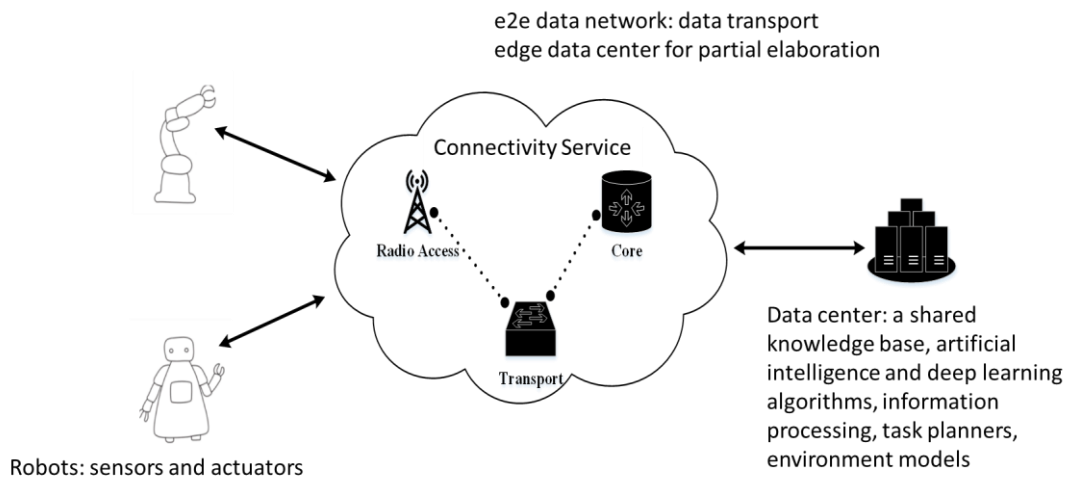 e2e data network: data transport
edge data center for partial elaboration
Connectivity Service
Radio Access
Core
Transport
Data center: a shared
knowledge base, artificial
intelligence and deep learning
algorithms, information
processing, task planners,
environment models
Robots: sensors and actuators